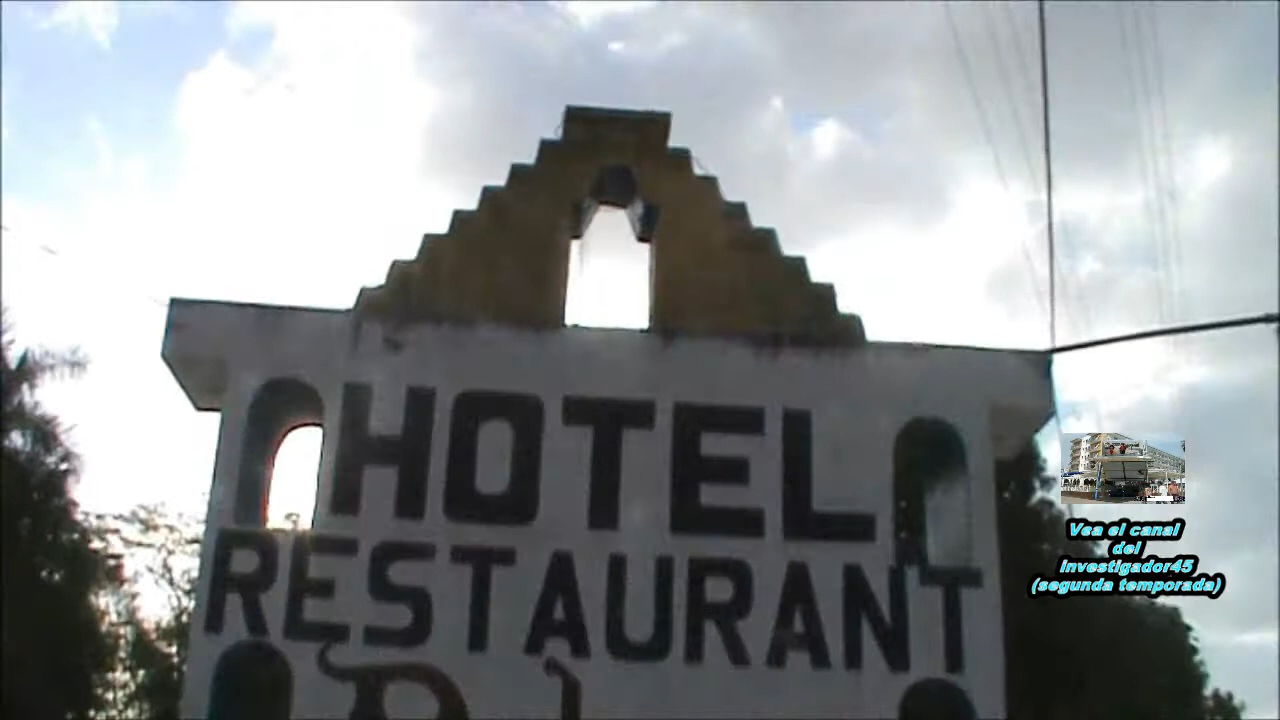 HOTEL
RESTAURANT
Vea el canal
del
Investigador45
(segunda temporada)